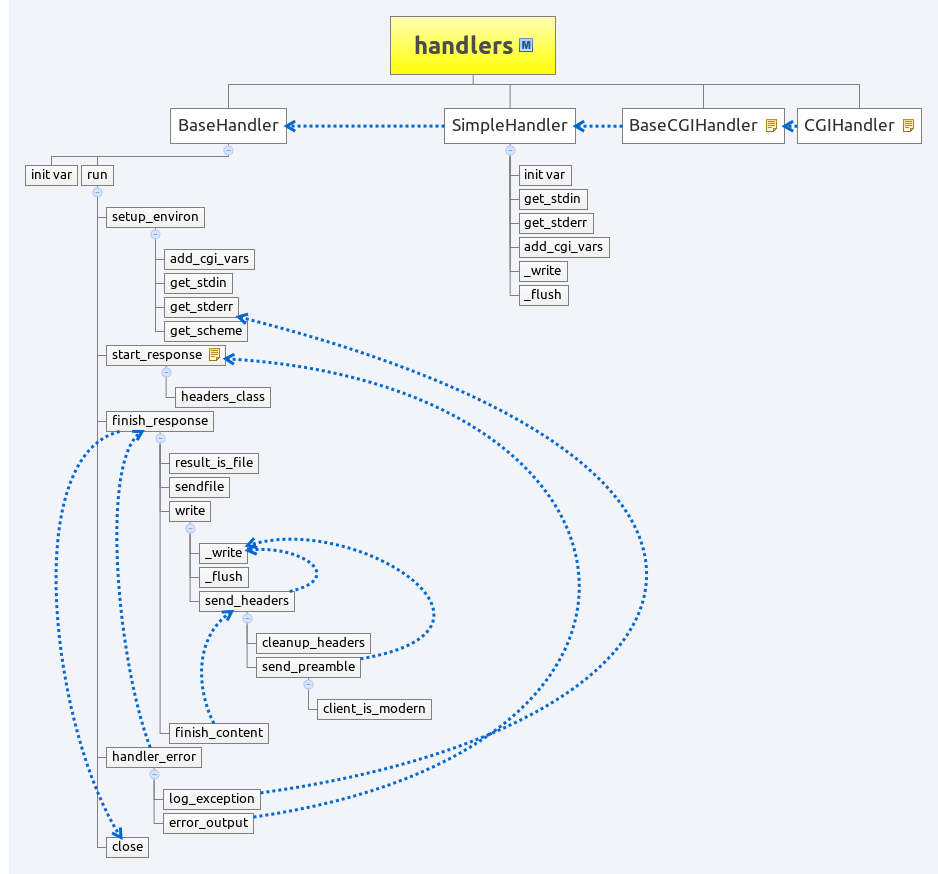 handlers M
BaseHandler
SimpleHandler
BaseCGIHandler
CGIHandler
init var
run
setup_environ
add_cgi_vars
get_stdin
get_stderr
get_scheme
start_response
headers_class
finish_response
result_is_file
sendfile
write
_write
_flush
send_headers
cleanup_headers
send_preamble
client_is_modern
finish_content
handler_error
log_exception
error_output
close
init var
get_stdin
get_stderr
add_cgi_vars
_write
_flush